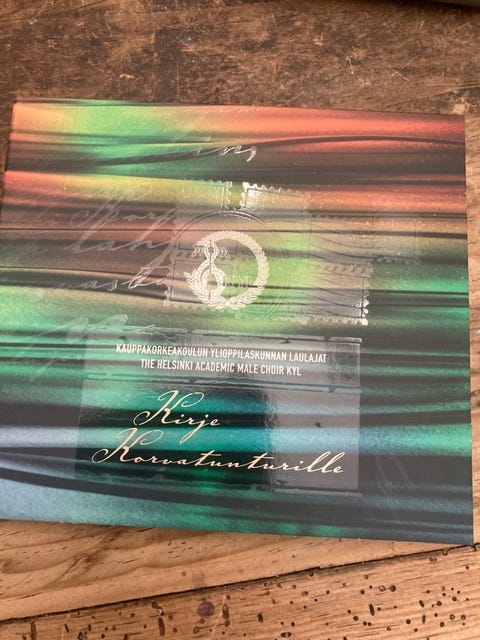 KAUPPAKORKEAKOULUN YLIOPPILASKUNNAN LAULAJAT
THE HELSINKI ACADEMIC MALE CHOIR KYL
Kirje
Korvatunturille